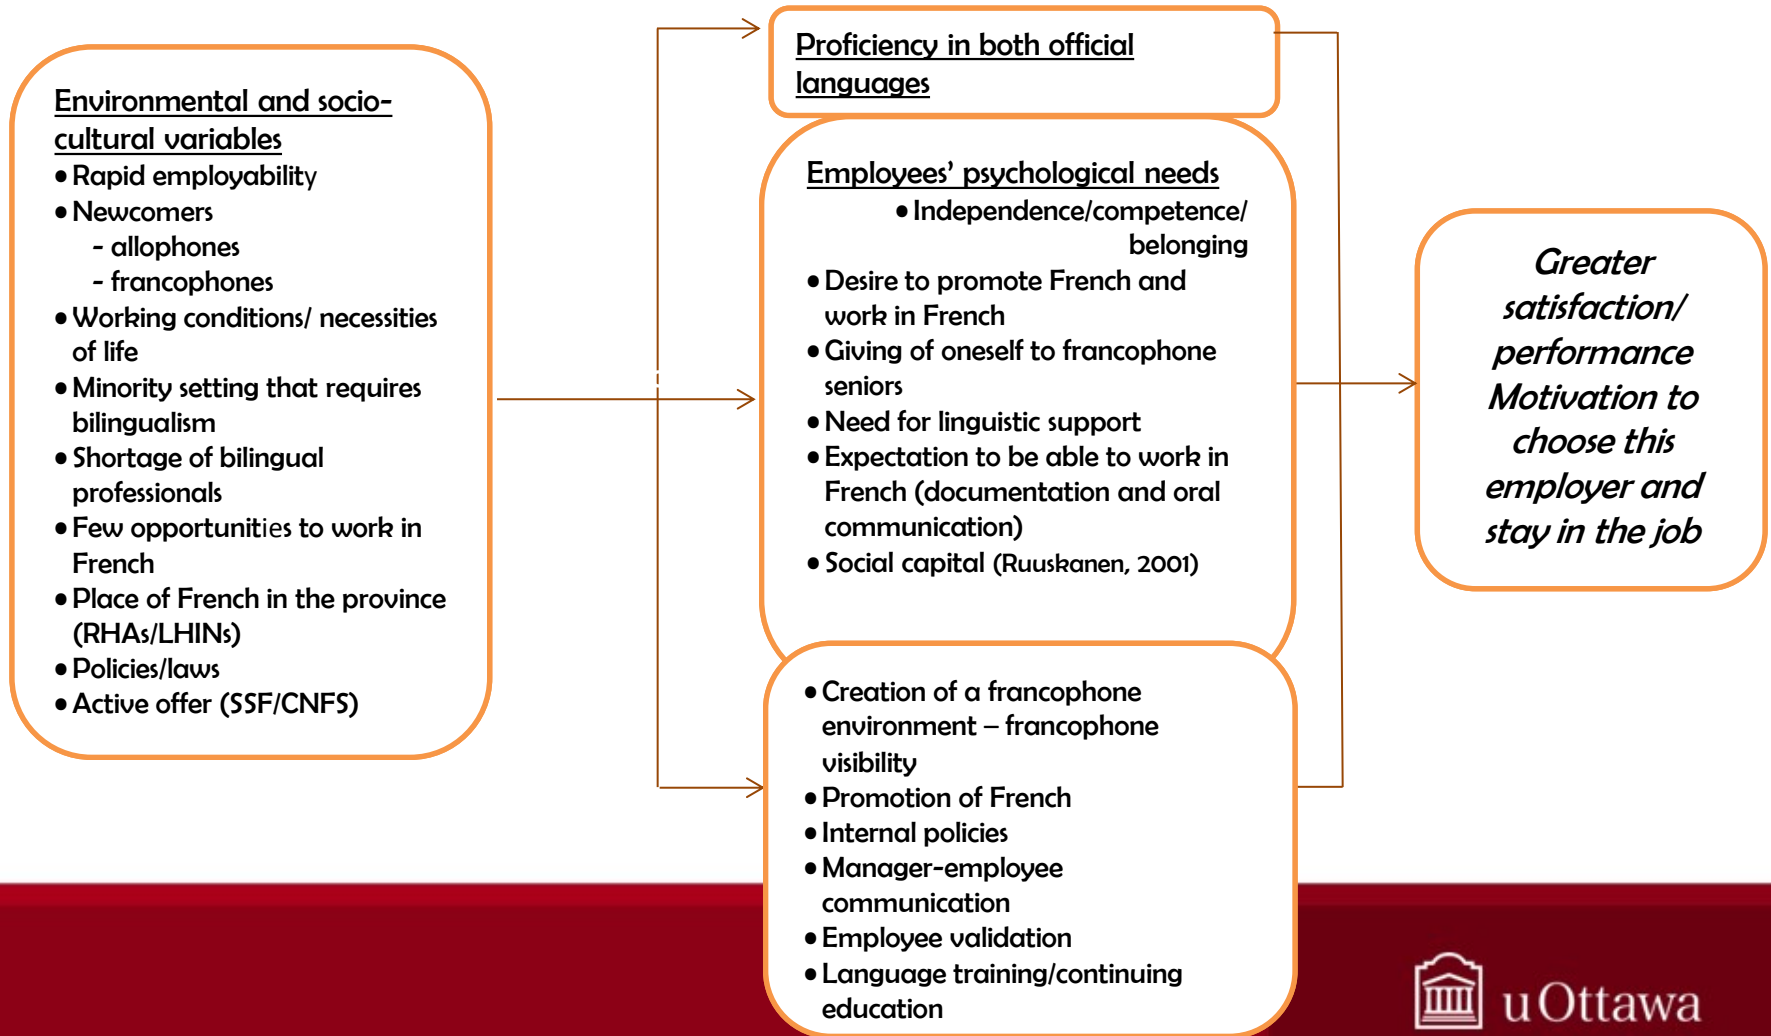 Environmental and socio-
cultural variables
• Rapid employability
• Newcomers
- allophones
- francophones
• Working conditions/ necessities
of life
• Minority setting that requires
bilingualism
• Shortage of bilingual
professionals
• Few opportunities to work in
French
• Place of French in the province
(RHAs/LHINs)
• Policies/laws
• Active offer (SSF/CNFS)
Proficiency in both official
languages
Employees’ psychological needs
• Independence/competence/
belonging
• Desire to promote French and
work in French
• Giving of oneself to francophone
seniors
• Need for linguistic support
• Expectation to be able to work in
French (documentation and oral
communication)
• Social capital (Ruuskanen, 2001)
• Creation of a francophone
environment – francophone
visibility
• Promotion of French
• Internal policies
• Manager-employee
communication
• Employee validation
• Language training/continuing
education
Greater
satisfaction/
performance
Motivation to
choose this
employer and
stay in the job
uOttawa